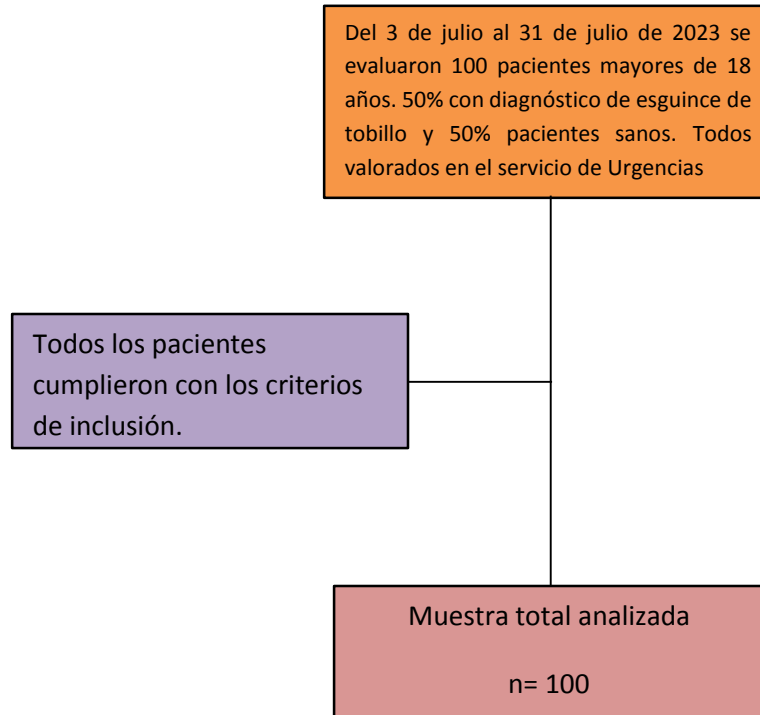 Del 3 de julio al 31 de julio de 2023 se
evaluaron 100 pacientes mayores de 18
años. 50% con diagnóstico de esguince de
tobillo y 50% pacientes sanos. Todos
valorados en el servicio de Urgencias
Todos los pacientes
cumplieron con los criterios
de inclusión.
Muestra total analizada
n= 100